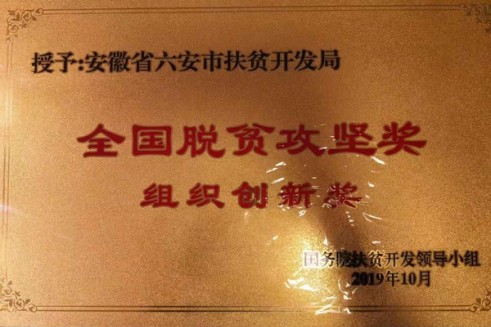 授予:安徽省六安市扶贫开发局
全国脱贫攻坚奖
组织创新奖
国务院扶贫开发领导小组
2019年10月